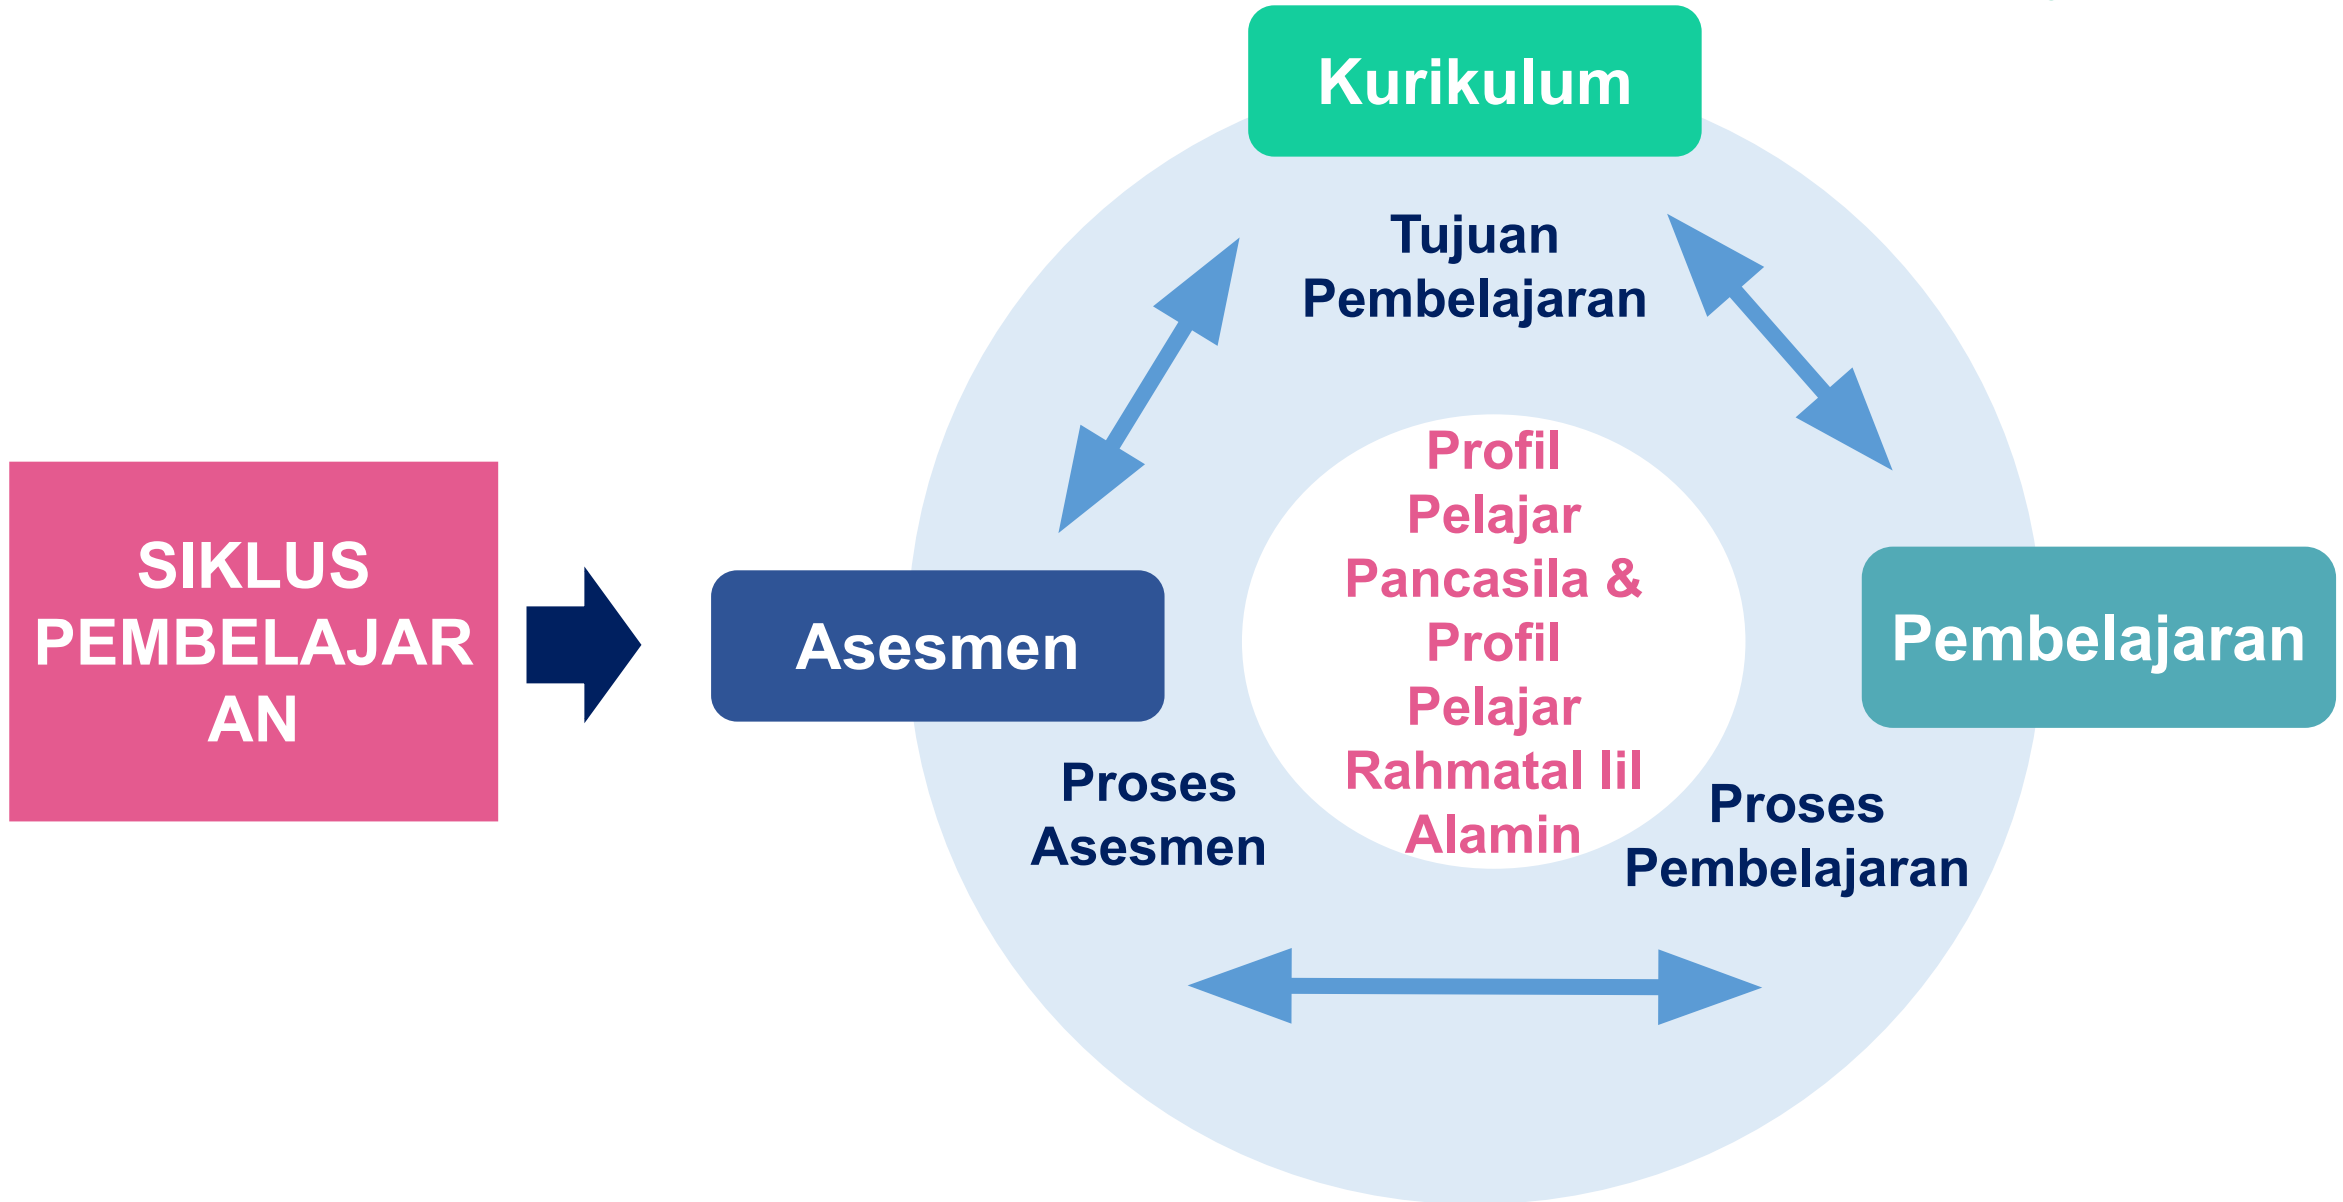 Kurikulum
Tujuan
Pembelajaran
SIKLUS
PEMBELAJAR
AN
Asesmen
Profil
Pelajar
Pancasila &
Profil
Pelajar
Rahmatal lil
Alamin
Pembelajaran
Proses
Asesmen
Proses
Pembelajaran